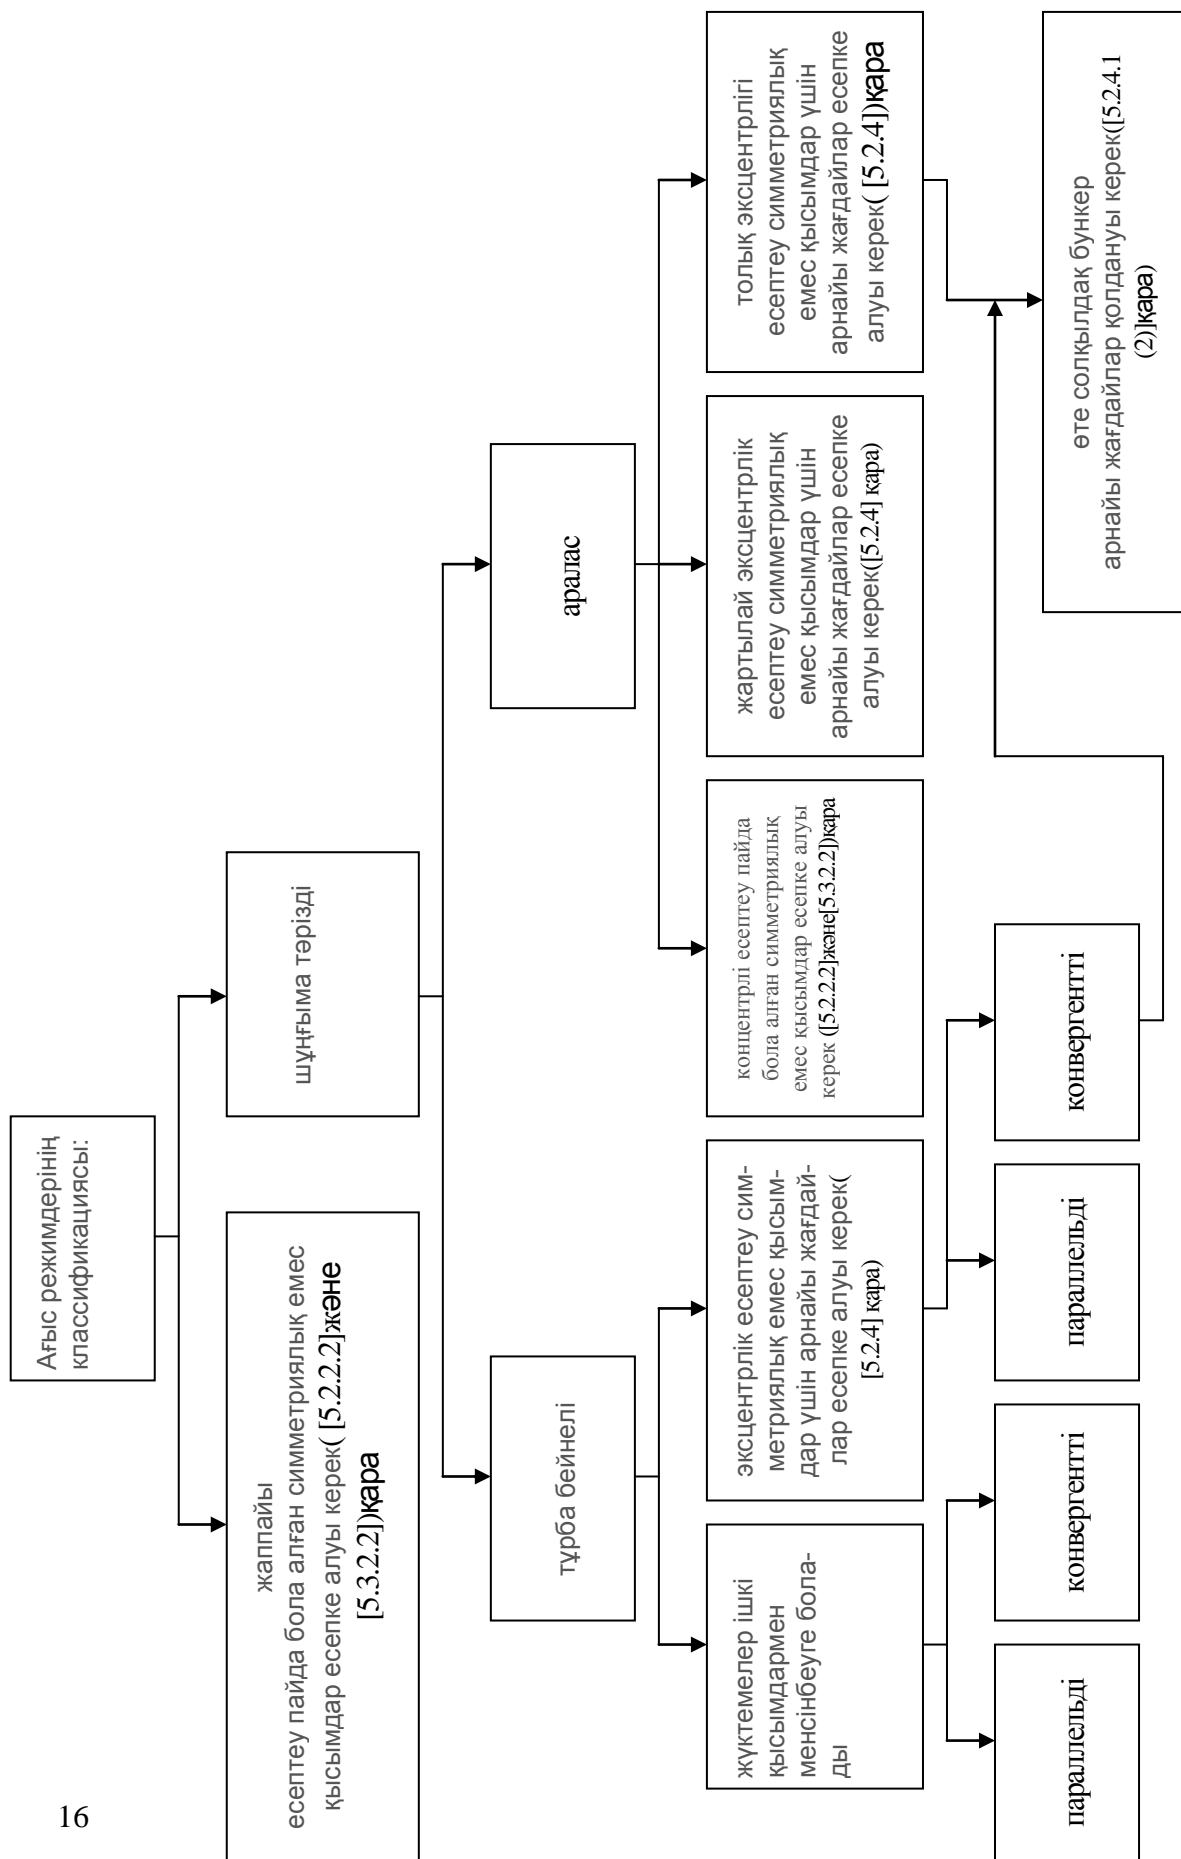 Ағыс режимдерінің
классификациясы:
жаппайы
есептеу пайда бола алған симметриялық емес
қысымдар есепке алуы керек( [5.2.2.2]және
[5.3.2.2])қара
шұңғыма тәрізді
тұрба бейнелі
аралас
жүктемелер ішкі
қысымдармен
менсінбеуге бола-
ды
эксцентрлік есептеу сим-
метриялық емес қысым-
дар үшін арнайы жағдай-
лар есепке алуы керек(
[5.2.4] қара)
концентрлі есептеу пайда
бола алған симметриялық
емес қысымдар есепке алуы
керек ([5.2.2.2]және[5.3.2.2])қара
жартылай эксцентрлік
есептеу симметриялық
емес қысымдар үшін
арнайы жағдайлар есепке
алуы керек([5.2.4] қара)
толық эксцентрлігі
есептеу симметриялық
емес қысымдар үшін
арнайы жағдайлар есепке
алуы керек( [5.2.4])қара
параллельді
конвергентті
параллельді
конвергентті
өте солқылдақ бункер
арнайы жағдайлар қолдануы керек([5.2.4.1
(2)]қара)
16